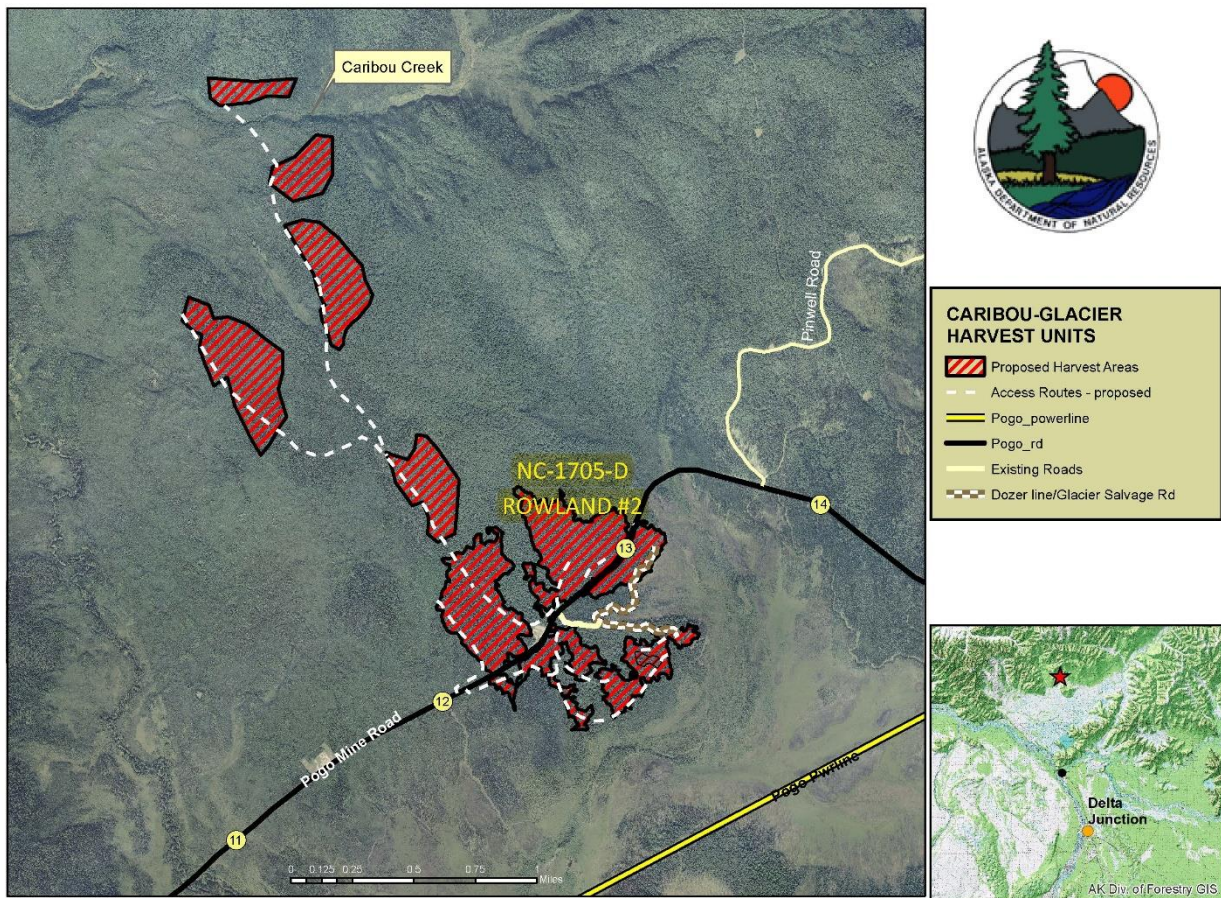 Caribou Creek
Pinwell Road
NC-1705-D
ROWLAND #2
13
14
12
11
Pogo Mine Road
Pogo Pwrline
0 0.125 0.25 0.5 0.75 1
Miles
ALASKA DEPARTMENT OF NATURAL RESOURCES
CARIBOU-GLACIER
HARVEST UNITS
Proposed Harvest Areas
Access Routes - proposed
Pogo_powerline
Pogo_rd
Existing Roads
Dozer line/Glacier Salvage Rd
Delta
Junction
AK Div. of Forestry GIS